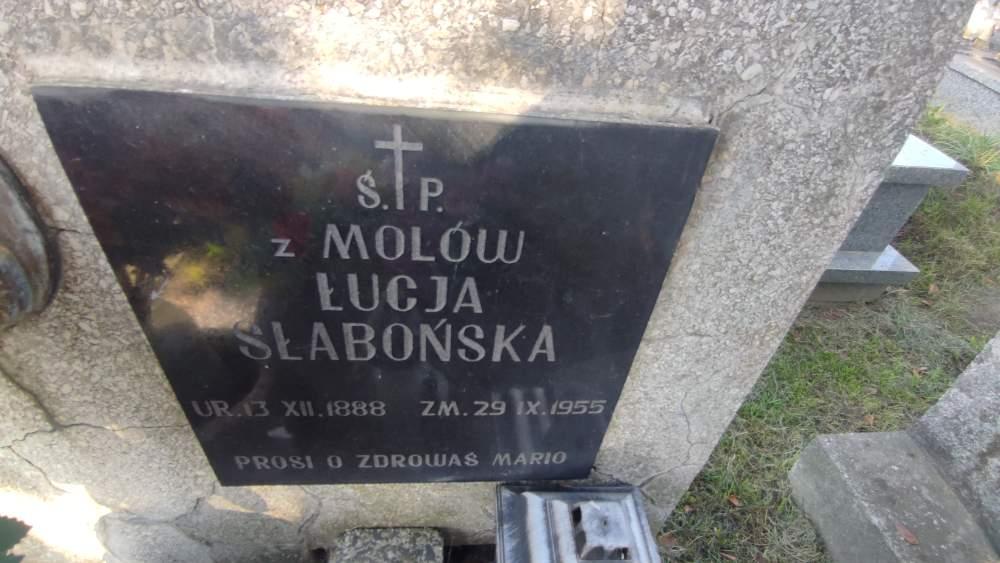 Ś. P.
z MOLÓW
ŁUCJA
SŁABOŃSKA
UR. 13 XII. 1888 ZM. 29 IX. 1955
PROSI O ZDROWAŚ MARIO